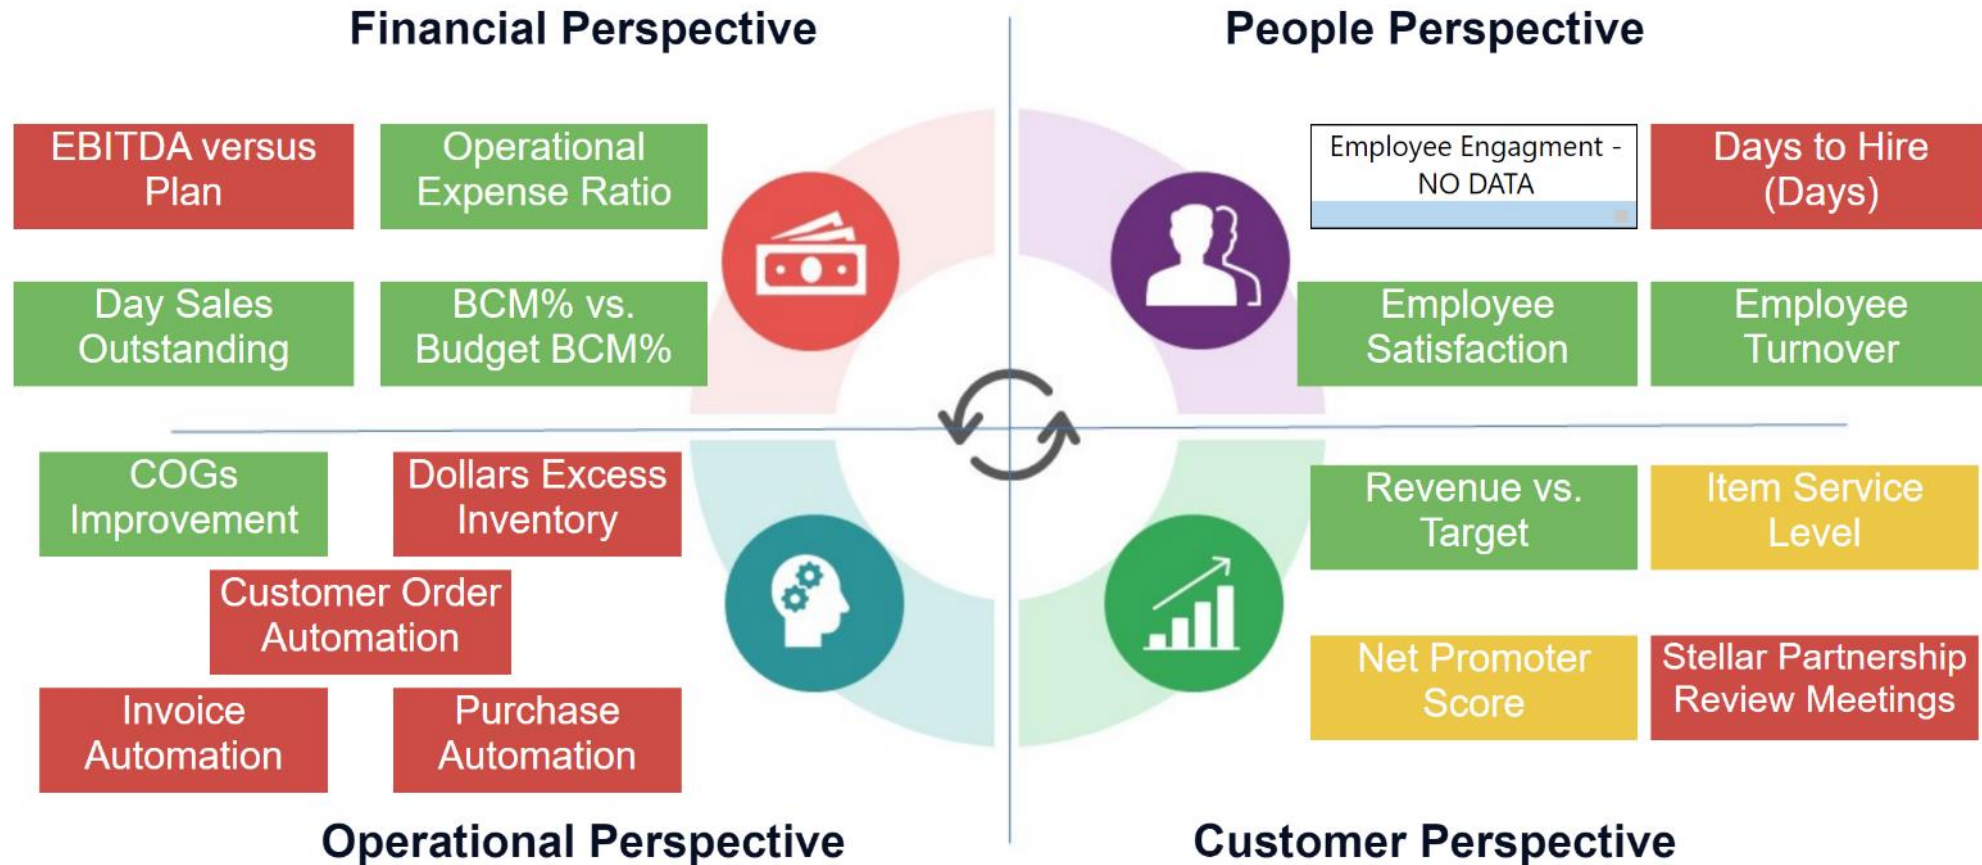 Financial Perspective
EBITDA versus
Plan
Operational
Expense Ratio
Day Sales
Outstanding
BCM% vs.
Budget BCM%
People Perspective
Employee Engagment -
NO DATA
Days to Hire
(Days)
Employee
Satisfaction
Employee
Turnover
COGs
Improvement
Dollars Excess
Inventory
Customer Order
Automation
Invoice
Automation
Purchase
Automation
Operational Perspective
Revenue vs.
Target
Item Service
Level
Net Promoter
Score
Stellar Partnership
Review Meetings
Customer Perspective